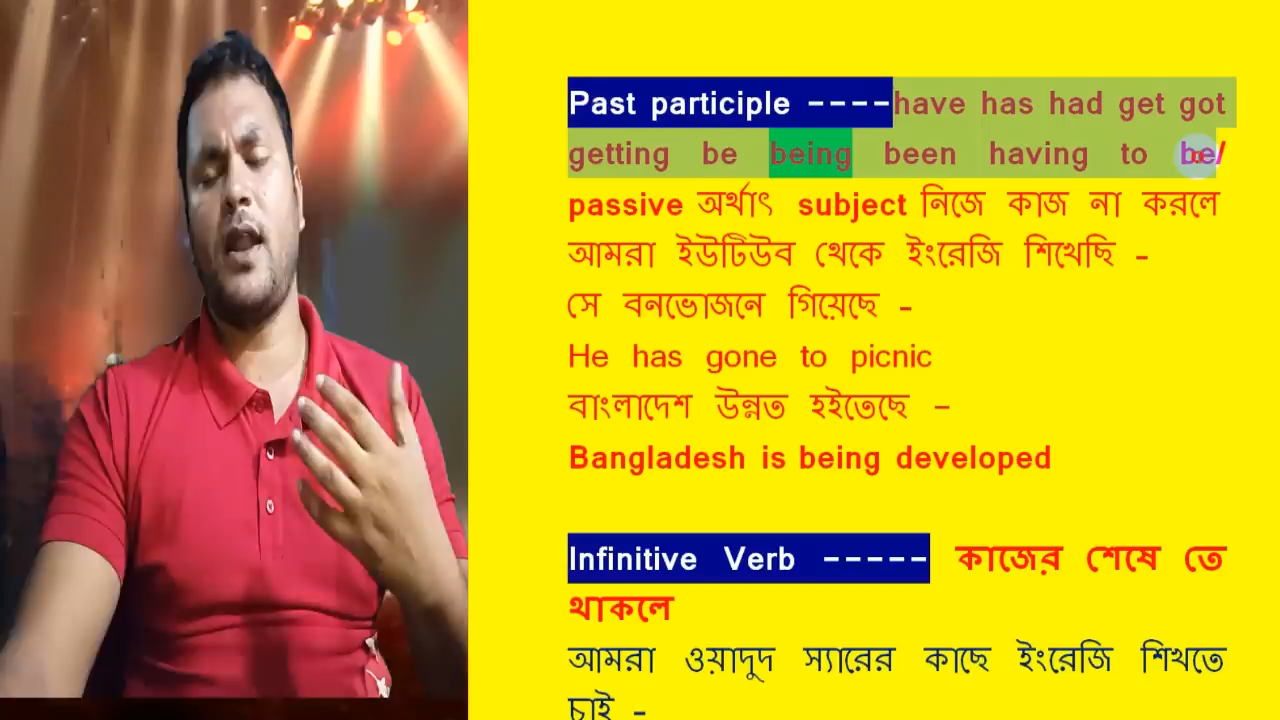 Past participle ----have has had get got
getting be being been having to be/
passive অর্থাৎ subject নিজে কাজ না করলে
আমরা ইউটিউব থেকে ইংরেজি শিখেছি -
সে বনভোজনে গিয়েছে -
He has gone to picnic
বাংলাদেশ উন্নত হইতেছে -
Bangladesh is being developed
Infinitive Verb ----- কাজের শেষে তে
থাকলে
আমরা ওয়াদুদ স্যারের কাছে ইংরেজি শিখতে
চাই -